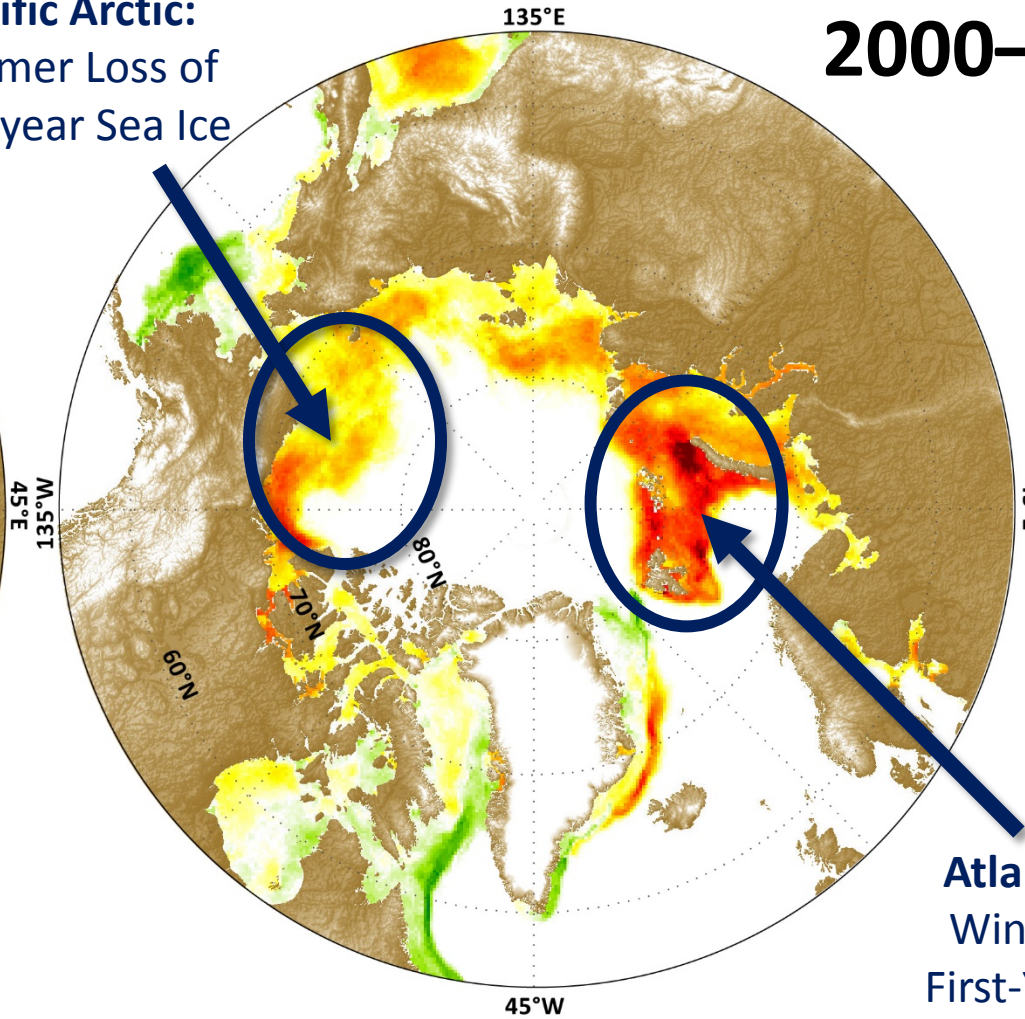 ific Arctic:
mer Loss of
year Sea Ice
135°E
2000–
45°E
135°W
80°N
70°N
60°N
Atla
Win
First-
45°W